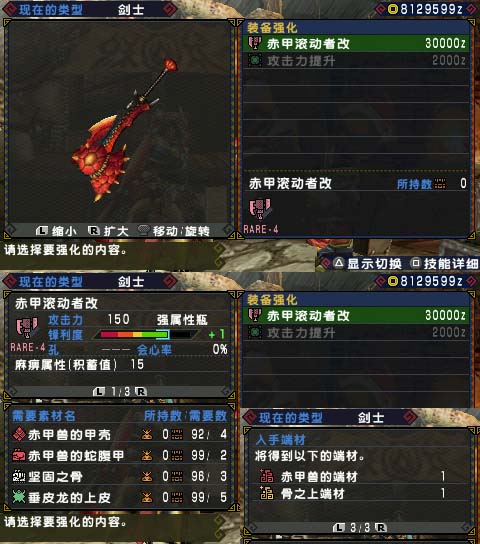 现在的类型 剑士
8129599z
装备强化
赤甲滚动者改 30000z
攻击力提升 2000z
赤甲滚动者改 所持数 0
RARE-4
L缩小 R扩大 移动/旋转
请选择要强化的内容。
△显示切换 □技能详细
现在的类型 剑士
8129599z
赤甲滚动者改
攻击力 150 强属性瓶
锋利度 +1
RARE-4
孔 ——— 会心率 0%
麻痹属性(积蓄值) 15
L 1/3 R
装备强化
赤甲滚动者改 30000z
攻击力提升 2000z
需要素材名 所持数/需要数
赤甲兽的甲壳 0 92/ 4
赤甲兽的蛇腹甲 0 99/ 2
坚固之骨 0 96/ 3
垂皮龙的上皮 0 99/ 5
请选择要强化的内容。
现在的类型 剑士
入手端材
将得到以下的端材。
赤甲兽的端材 1
骨之上端材 1
L 3/3 R